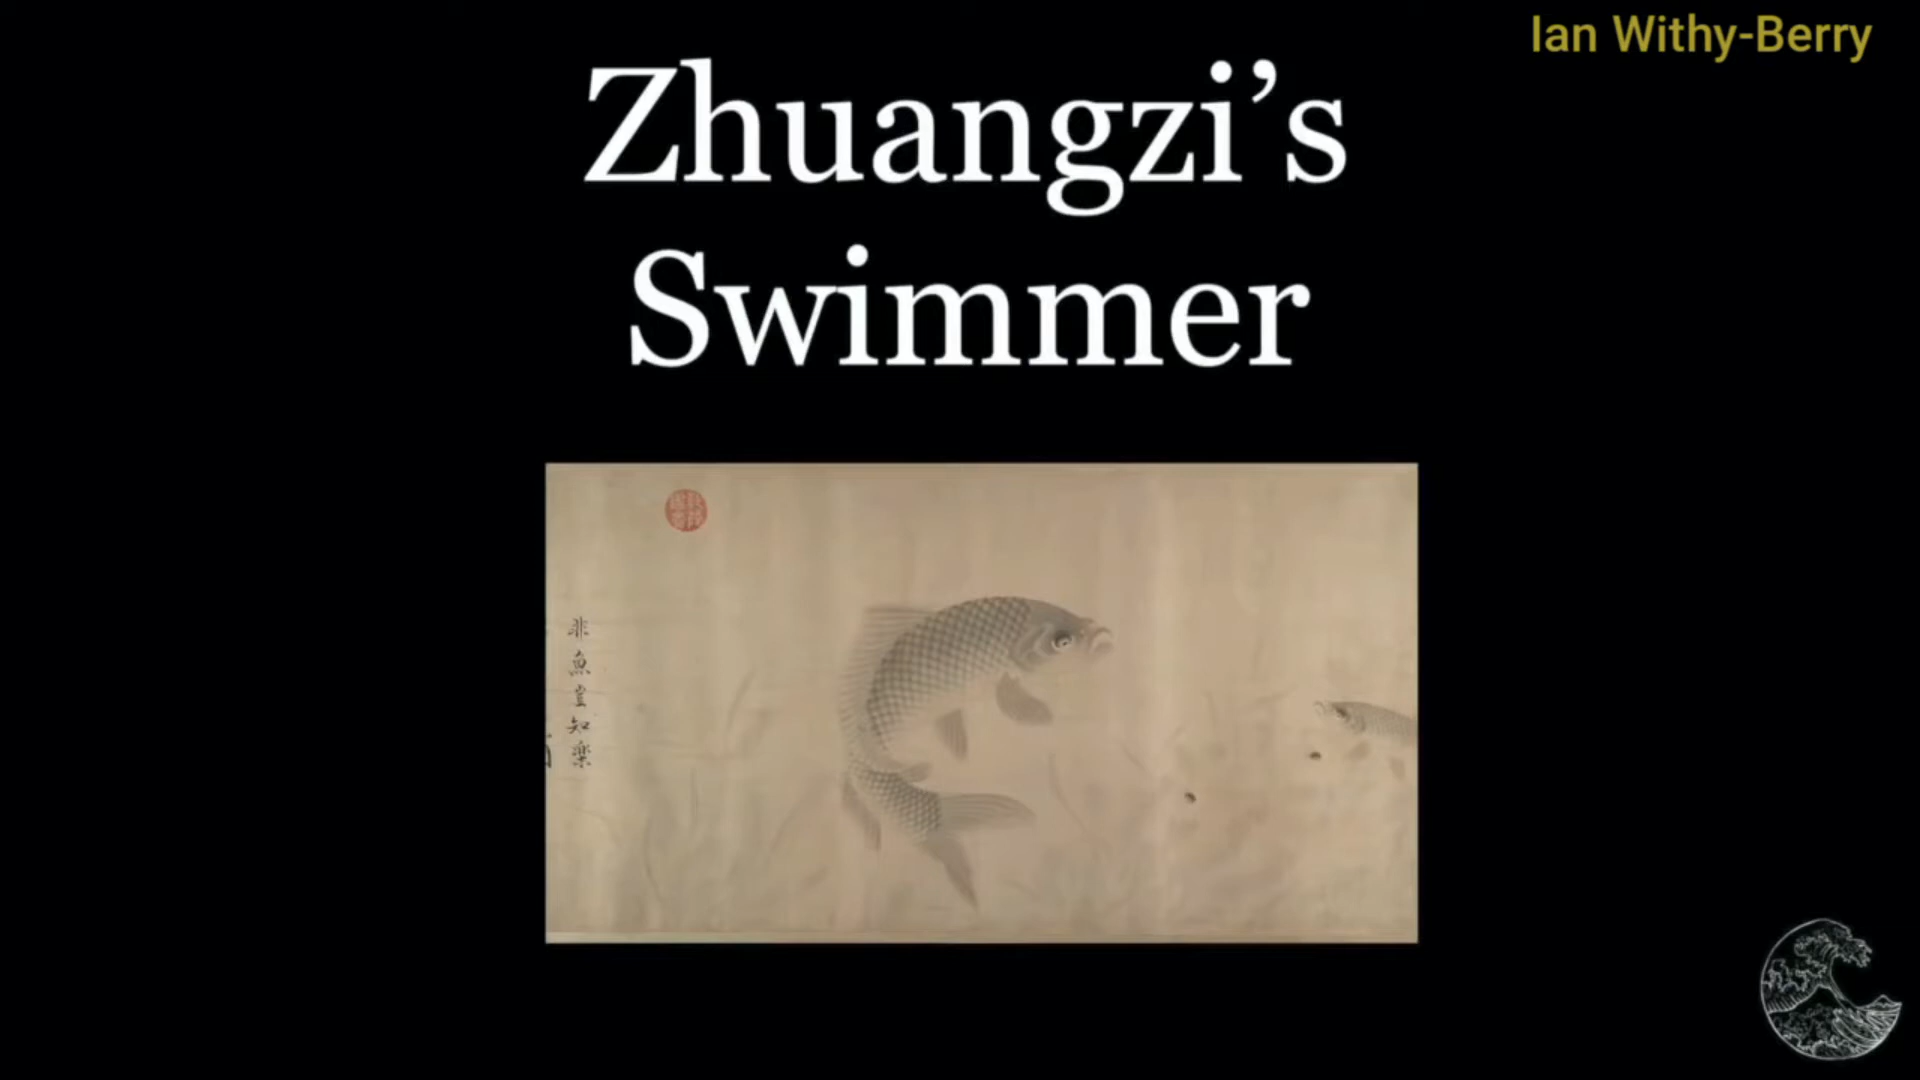 Ian Withy-Berry
Zhuangzi’s
Swimmer
非魚豈知樂